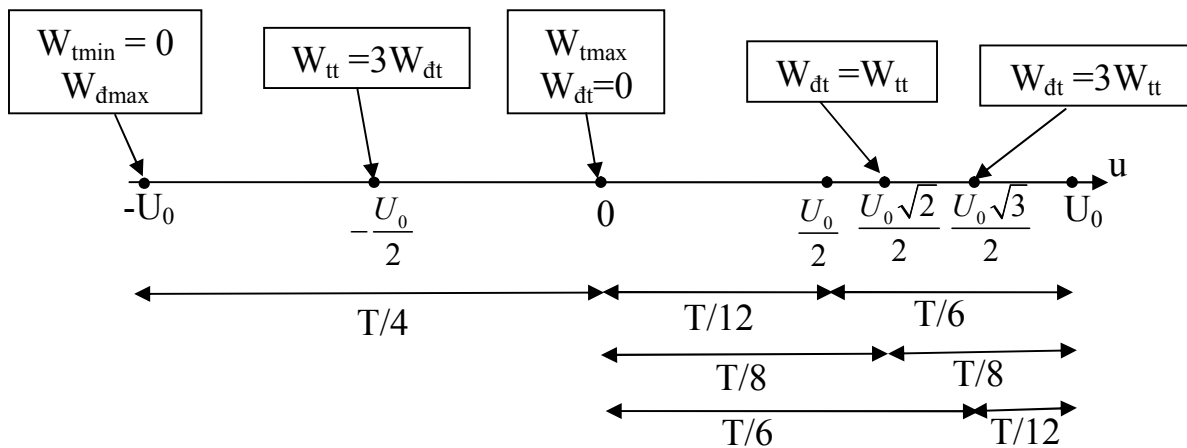 W_tmin = 0
W_đmax
W_tt =3W_đt
W_tmax
W_đt=0
W_đt =W_tt
W_đt =3W_tt
u
-U₀
-U₀/2
0
U₀/2
U₀√2/2
U₀√3/2
U₀
T/4
T/12
T/6
T/8
T/8
T/6
T/12